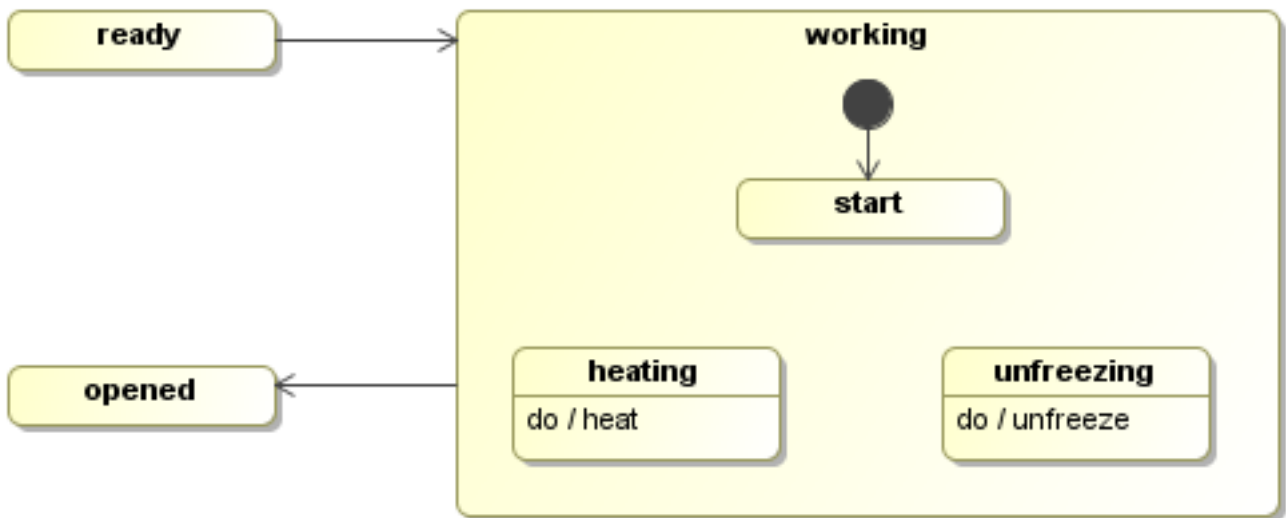 ready
working
start
opened
heating
do / heat
unfreezing
do / unfreeze